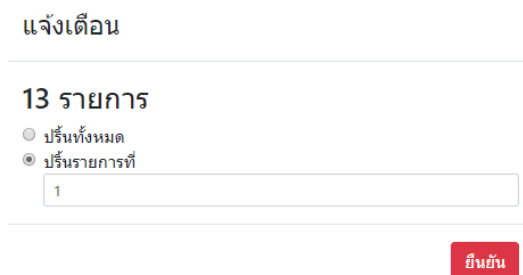 แจ้งเตือน
13 รายการ
ปริ้นทั้งหมด
ปริ้นรายการที่
1
ยืนยัน